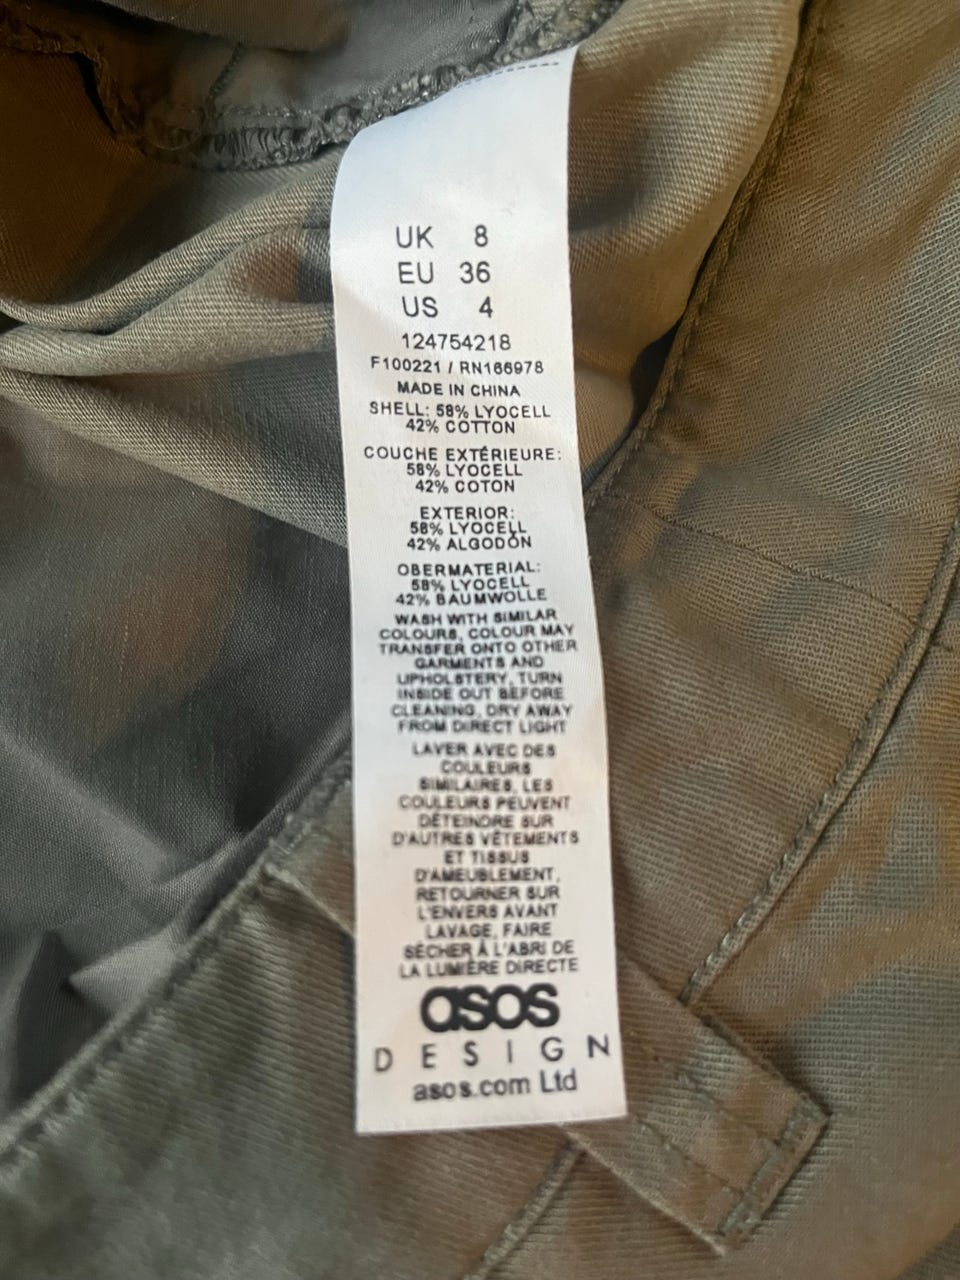 UK 8
EU 36
US 4
124754218
F100221 / RN166978
MADE IN CHINA
SHELL: 58% LYOCELL
42% COTTON
COUCHE EXTÉRIEURE:
58% LYOCELL
42% COTON
EXTERIOR:
58% LYOCELL
42% ALGODÓN
OBERMATERIAL:
58% LYOCELL
42% BAUMWOLLE
WASH WITH SIMILAR
COLOURS, COLOUR MAY
TRANSFER ONTO OTHER
GARMENTS AND
UPHOLSTERY, TURN
INSIDE OUT BEFORE
CLEANING, DRY AWAY
FROM DIRECT LIGHT
LAVER AVEC DES
COULEURS
SIMILAIRES, LES
COULEURS PEUVENT
DÉTEINDRE SUR
D'AUTRES VÊTEMENTS
ET TISSUS
D'AMEUBLEMENT,
RETOURNER SUR
L'ENVERS AVANT
LAVAGE, FAIRE
SÉCHER À L'ABRI DE
LA LUMIÈRE DIRECTE
asos
DESIGN
asos.com Ltd